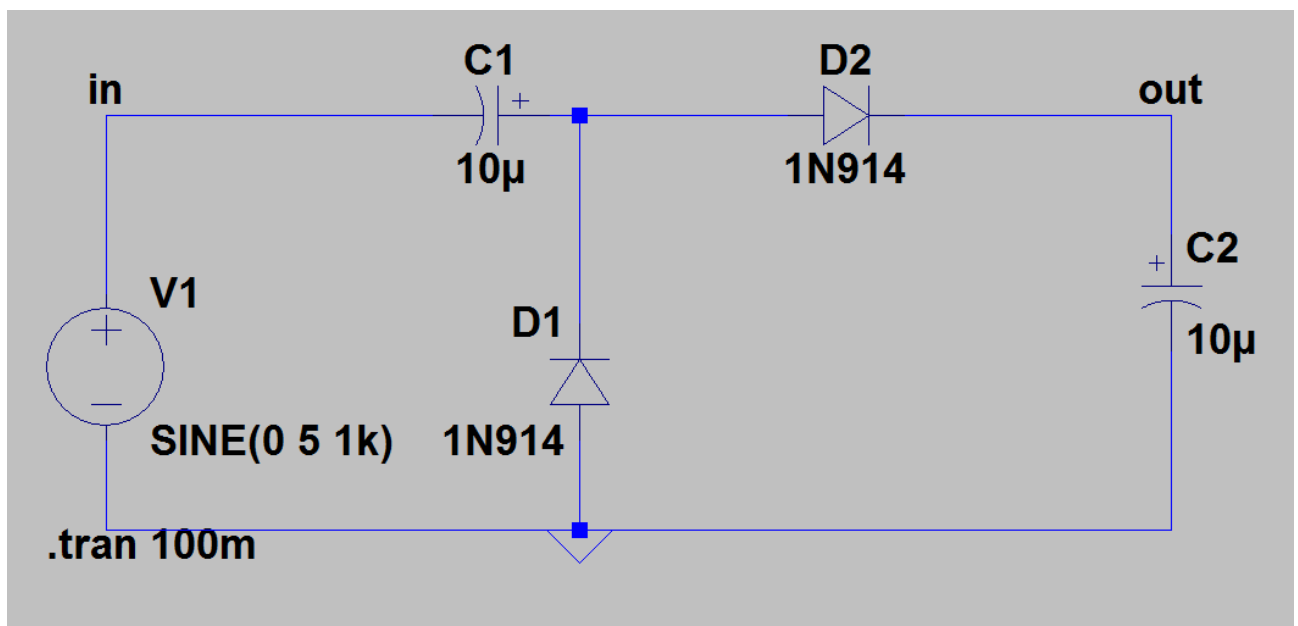 C1
D2
in
out
+
10µ
1N914
C2
+
10µ
V1
+
D1
SINE(0 5 1k)
1N914
.tran 100m